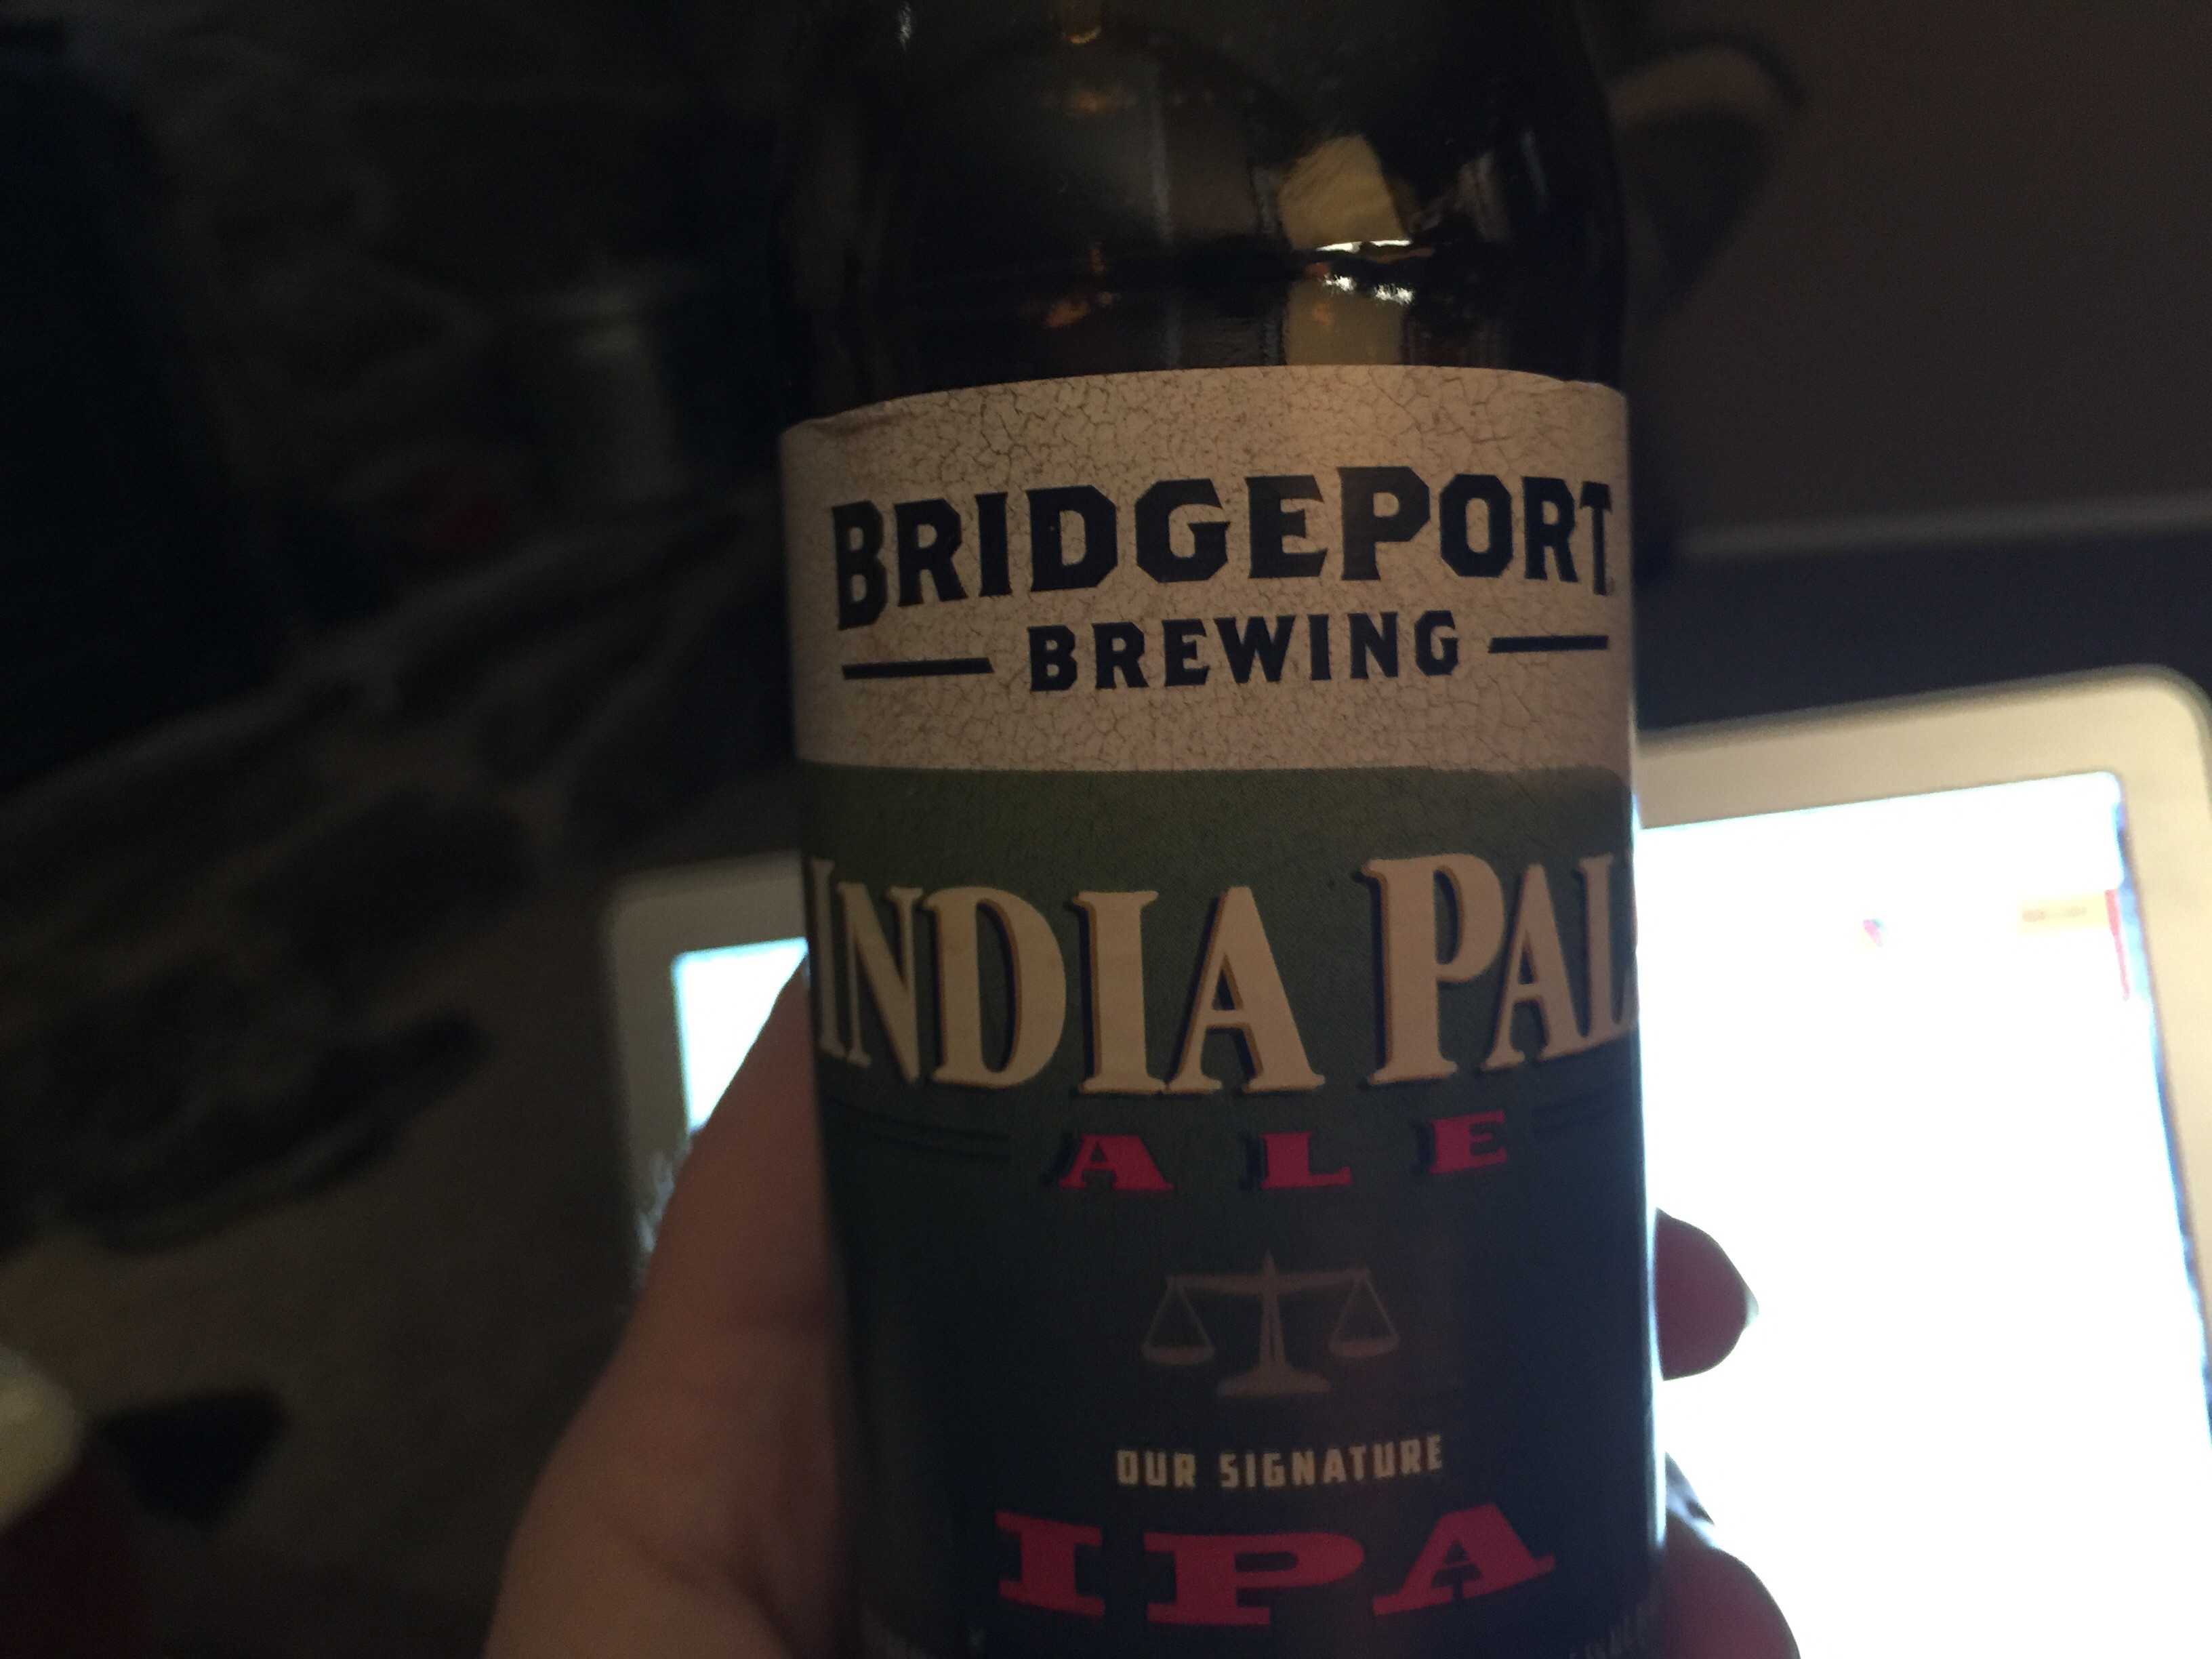 BRIDGEPORT
BREWING
INDIA PAL
ALE
OUR SIGNATURE
IPA